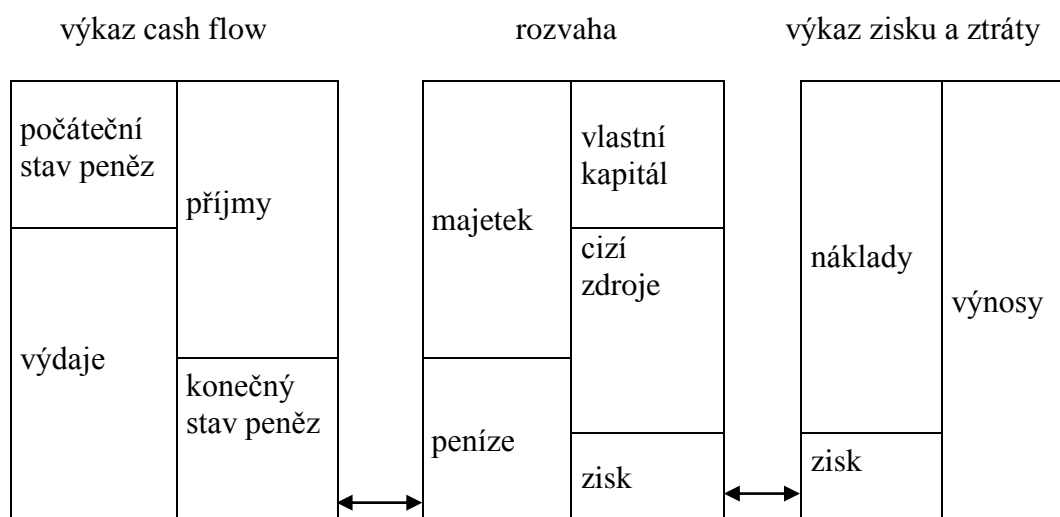 výkaz cash flow
rozvaha
výkaz zisku a ztráty
počáteční
stav peněz
příjmy
výdaje
konečný
stav peněz
majetek
peníze
vlastní
kapitál
cizí
zdroje
zisk
náklady
zisk
výnosy